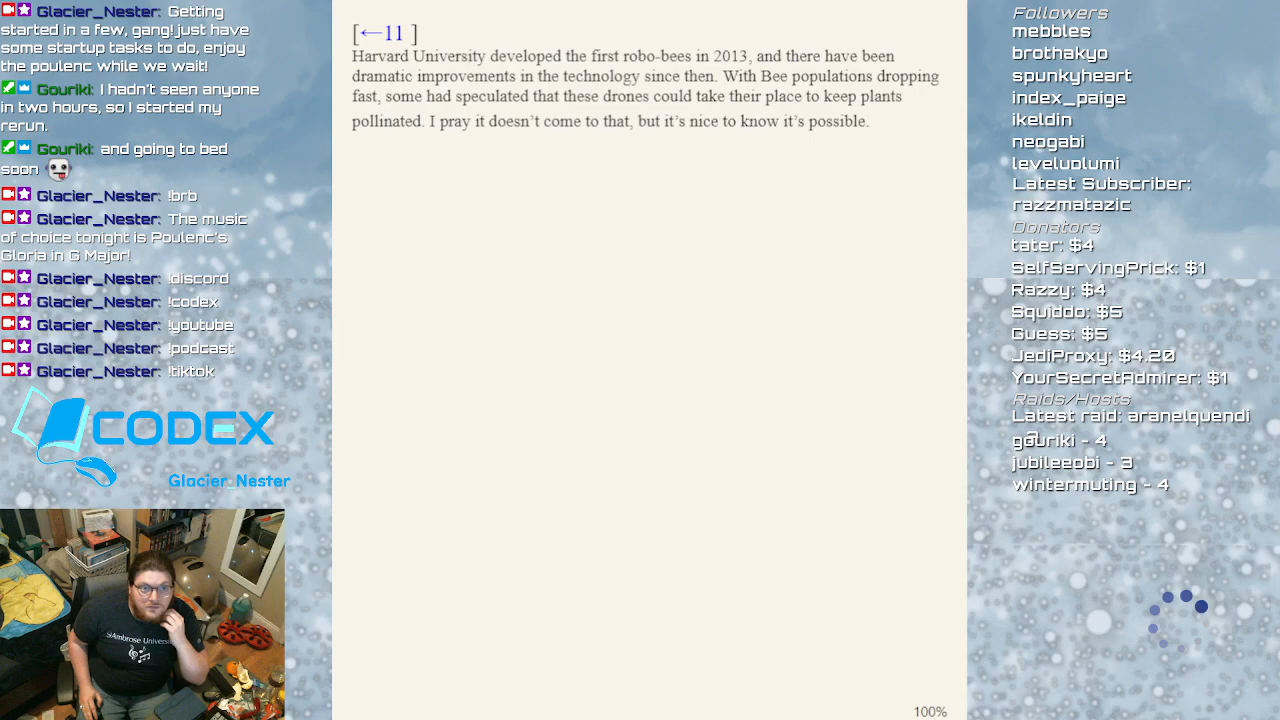 Glacier_Nester: Getting
started in a few, gang! just have
some startup tasks to do, enjoy
the poulenc while we wait!
Gouriki: I hadn't seen anyone
in two hours, so I started my
rerun.
Gouriki: and going to bed
soon
Glacier_Nester: !brb
Glacier_Nester: The music
of choice tonight is Poulenc's
Gloria in G Major!
Glacier_Nester: !discord
Glacier_Nester: !codex
Glacier_Nester: !youtube
Glacier_Nester: !podcast
Glacier_Nester: !tiktok
CODEX
Glacier_Nester
St Ambrose University
[←11 ]
Harvard University developed the first robo-bees in 2013, and there have been
dramatic improvements in the technology since then. With Bee populations dropping
fast, some had speculated that these drones could take their place to keep plants
pollinated. I pray it doesn't come to that, but it's nice to know it's possible.
100%
Followers
mebbles
brothakyo
spunkyheart
index_paige
ikeldin
neogabi
leveluplumi
Latest Subscriber:
razzmatazic
Donators
tater: $4
SelfServingPrick: $1
Razzy: $4
Squiddo: $5
Guess: $5
JediProxy: $4.20
YourSecretAdmirer: $1
Raids/Hosts
Latest raid: aranelquendi
gouriki - 4
jubileeobi - 3
wintermuting - 4